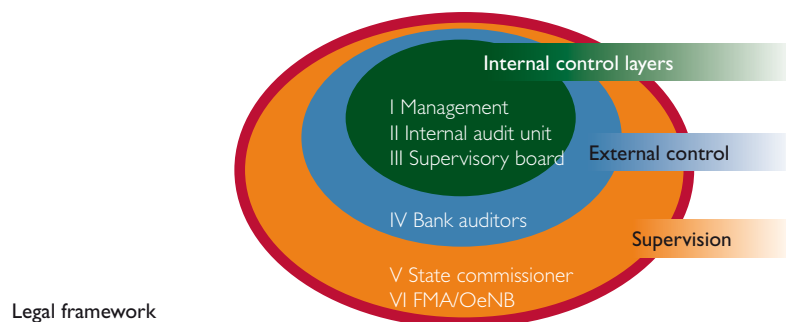 Internal control layers
I Management
II Internal audit unit
III Supervisory board
External control
IV Bank auditors
Supervision
V State commissioner
VI FMA/OeNB
Legal framework